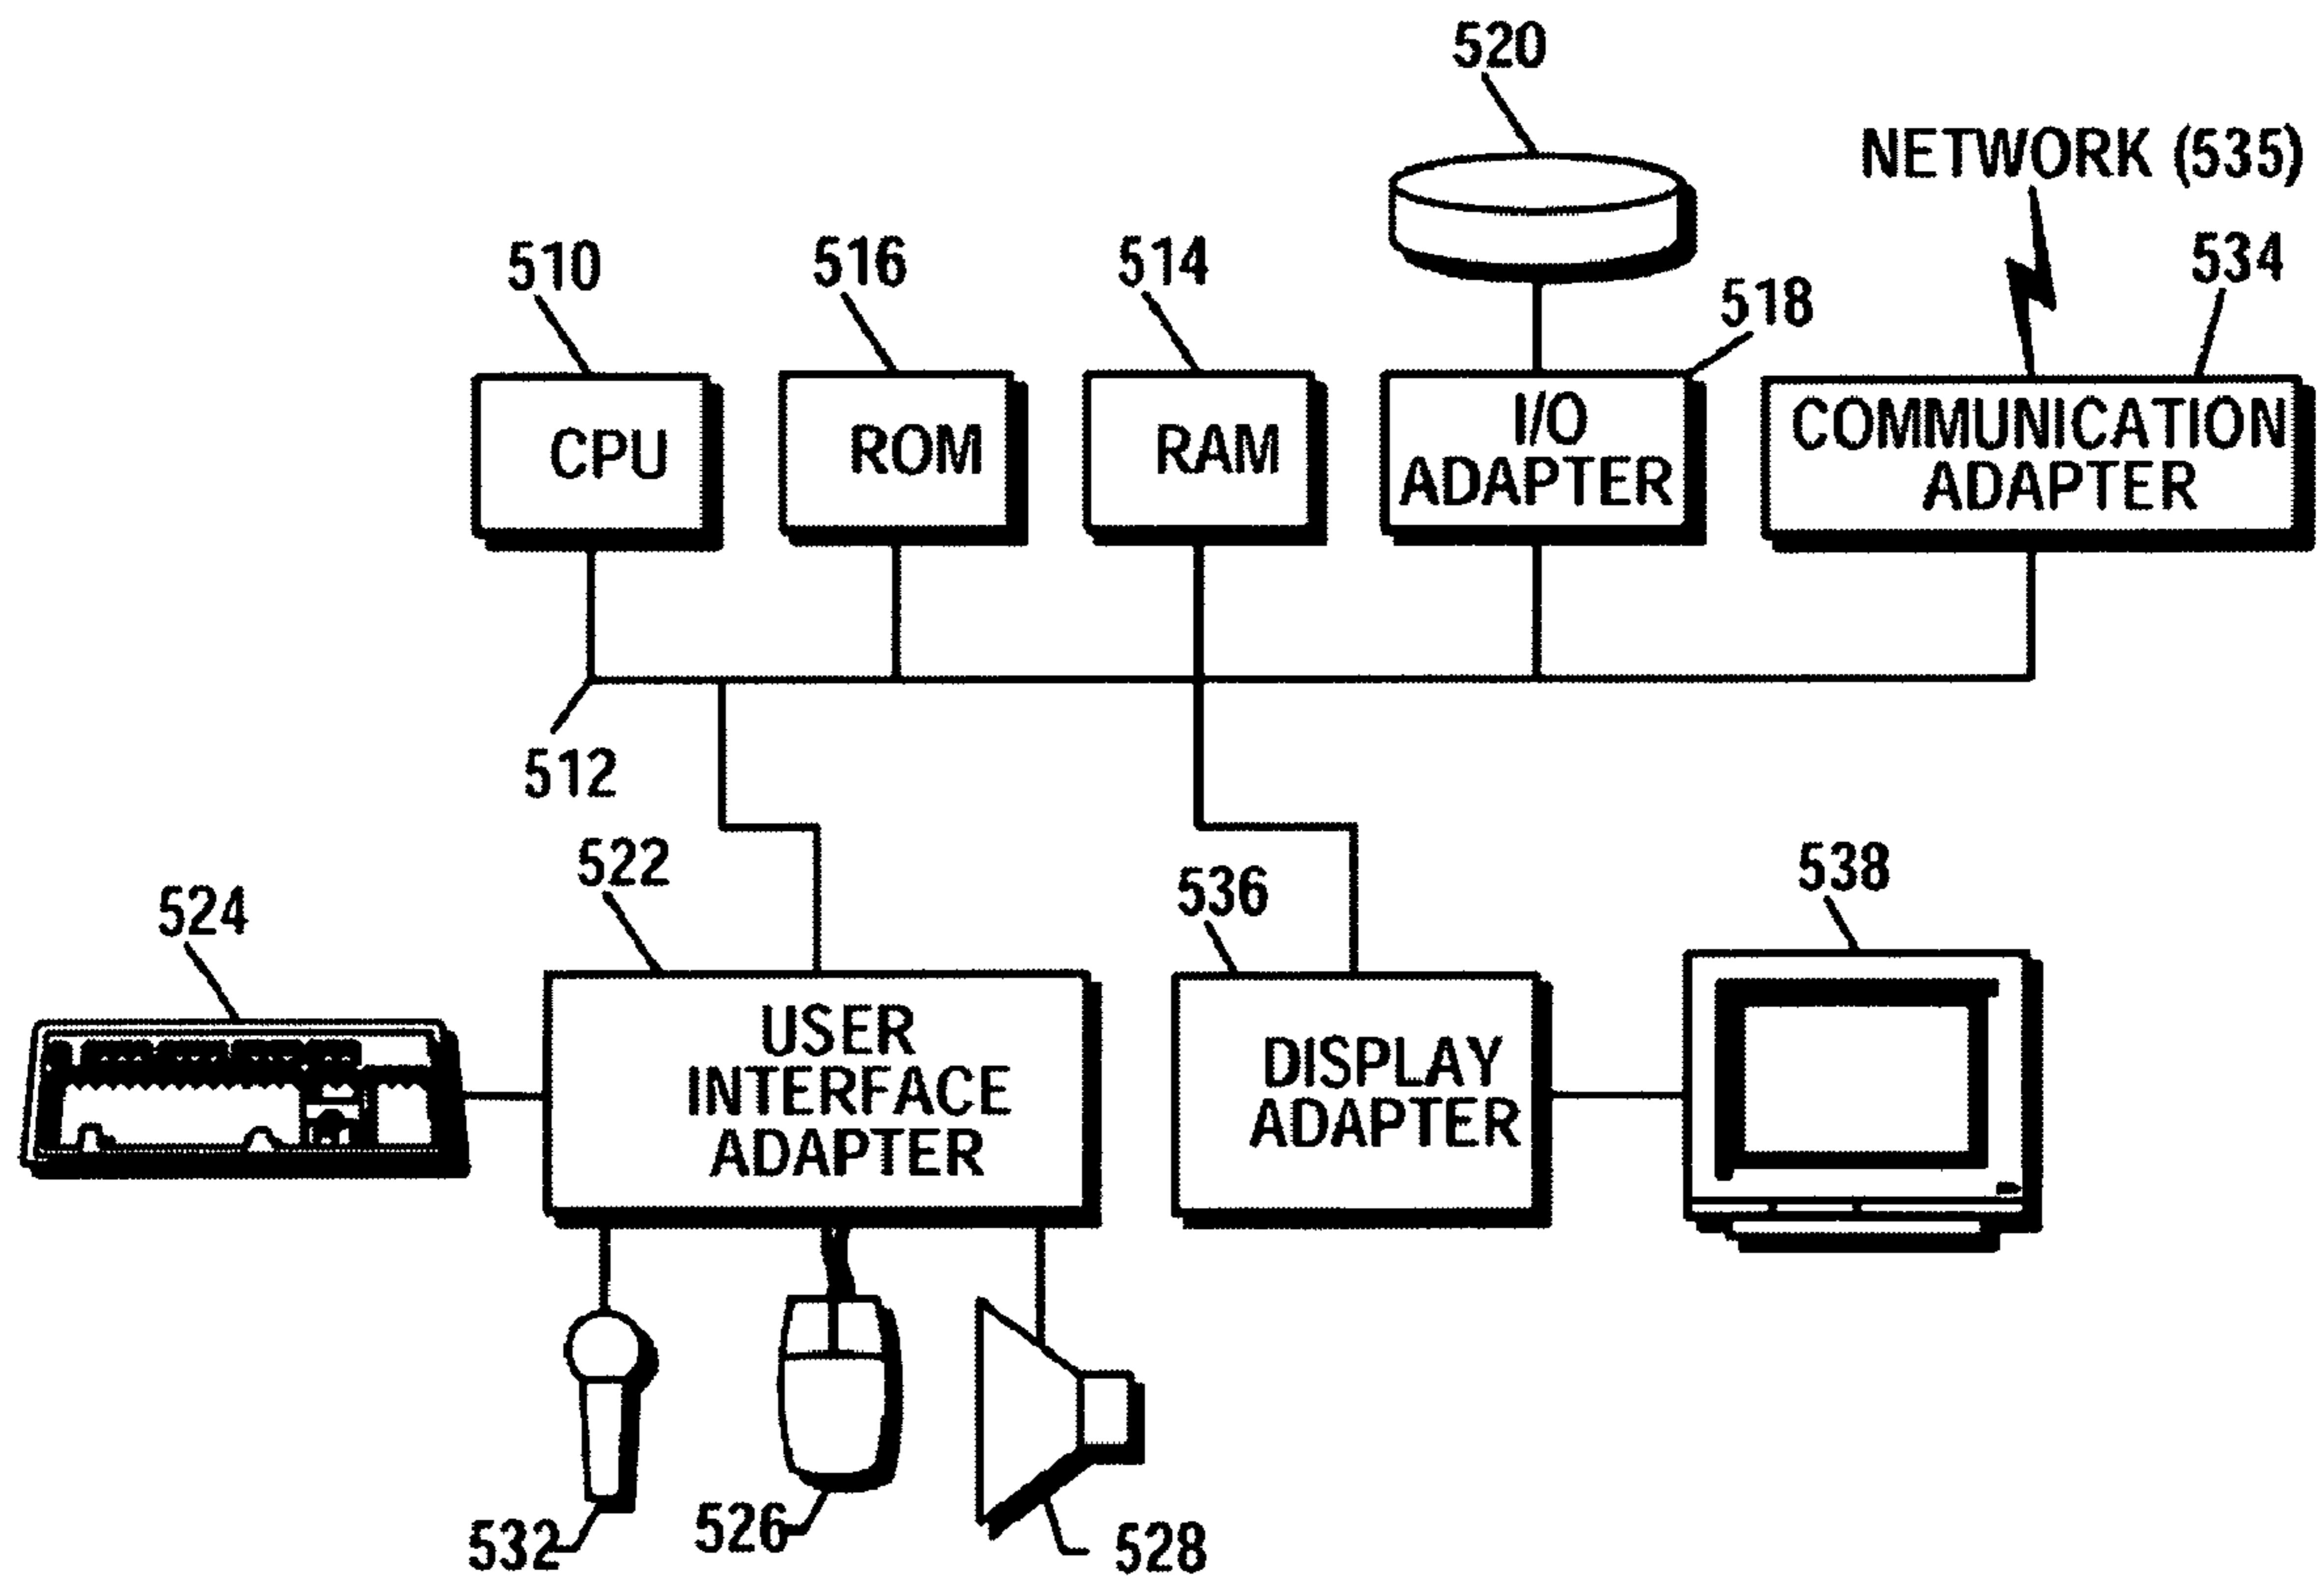 520
NETWORK (535)
510
516
514
518
534
CPU
ROM
RAM
I/O
ADAPTER
COMMUNICATION
ADAPTER
512
522
536
538
524
USER
INTERFACE
ADAPTER
DISPLAY
ADAPTER
532
526
528